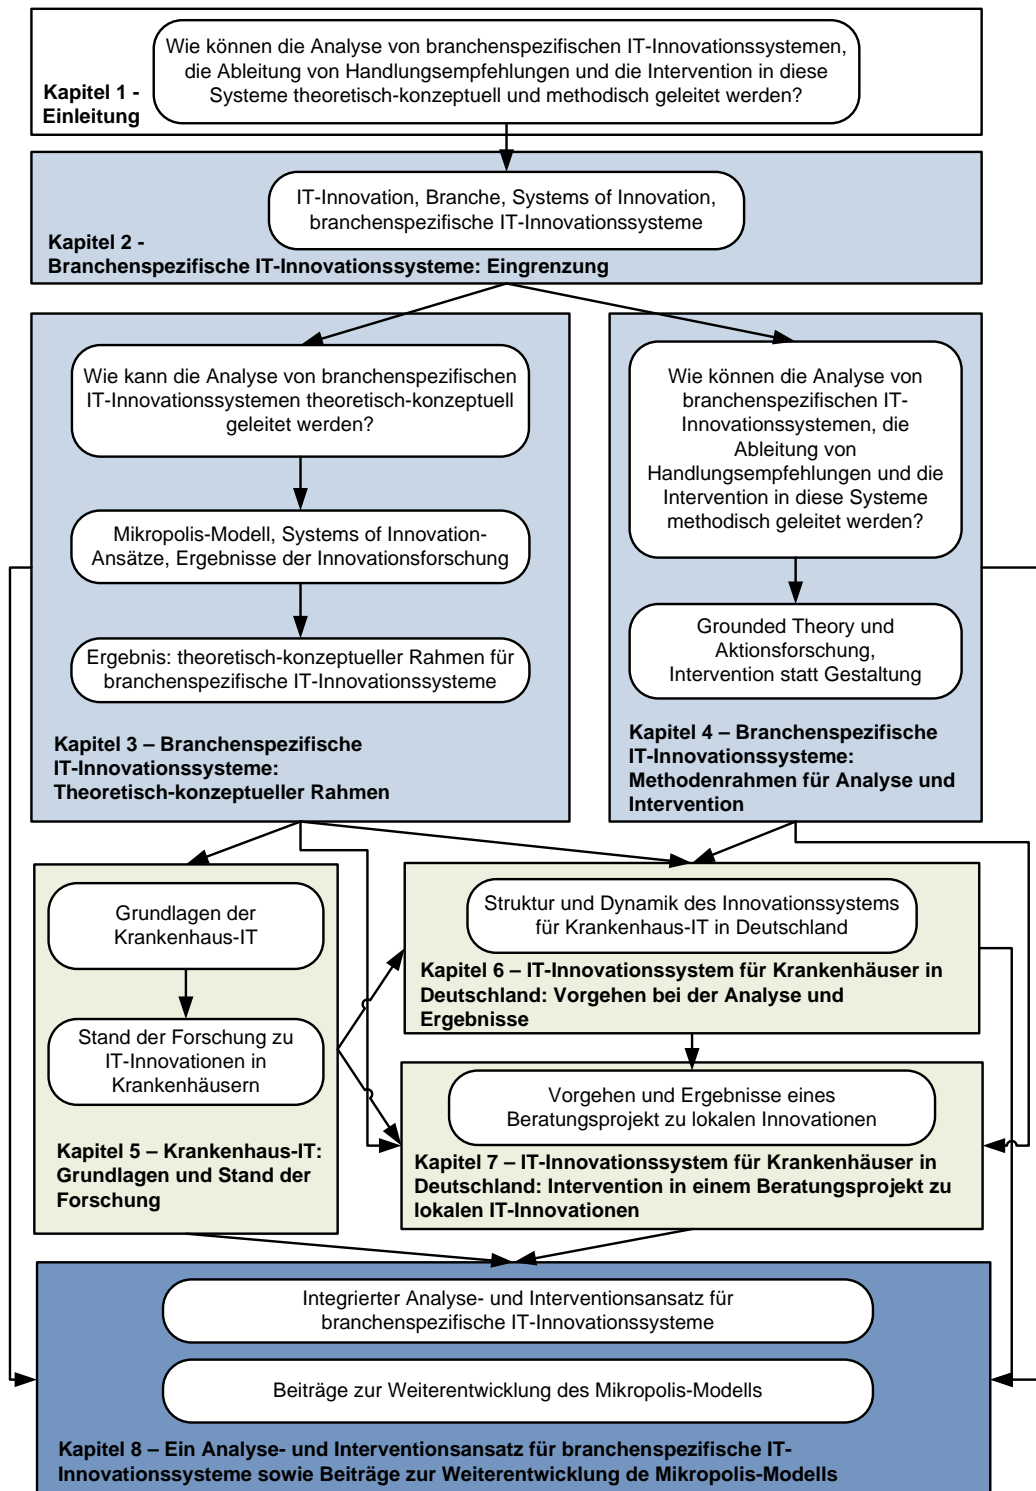 Wie können die Analyse von branchenspezifischen IT-Innovationssystemen,
die Ableitung von Handlungsempfehlungen und die Intervention in diese
Systeme theoretisch-konzeptuell und methodisch geleitet werden?
Kapitel 1 -
Einleitung
IT-Innovation, Branche, Systems of Innovation,
branchenspezifische IT-Innovationssysteme
Kapitel 2 -
Branchenspezifische IT-Innovationssysteme: Eingrenzung
Wie kann die Analyse von branchenspezifischen
IT-Innovationssystemen theoretisch-konzeptuell
geleitet werden?
Mikropolis-Modell, Systems of Innovation-
Ansätze, Ergebnisse der Innovationsforschung
Ergebnis: theoretisch-konzeptueller Rahmen für
branchenspezifische IT-Innovationssysteme
Kapitel 3 – Branchenspezifische
IT-Innovationssysteme:
Theoretisch-konzeptueller Rahmen
Wie können die Analyse von
branchenspezifischen IT-
Innovationssystemen, die
Ableitung von
Handlungsempfehlungen und die
Intervention in diese Systeme
methodisch geleitet werden?
Grounded Theory und
Aktionsforschung,
Intervention statt Gestaltung
Kapitel 4 – Branchenspezifische
IT-Innovationssysteme:
Methodenrahmen für Analyse und
Intervention
Grundlagen der
Krankenhaus-IT
Stand der Forschung zu
IT-Innovationen in
Krankenhäusern
Kapitel 5 – Krankenhaus-IT:
Grundlagen und Stand der
Forschung
Struktur und Dynamik des Innovationssystems
für Krankenhaus-IT in Deutschland
Kapitel 6 – IT-Innovationssystem für Krankenhäuser in
Deutschland: Vorgehen bei der Analyse und
Ergebnisse
Vorgehen und Ergebnisse eines
Beratungsprojekt zu lokalen Innovationen
Kapitel 7 – IT-Innovationssystem für Krankenhäuser in
Deutschland: Intervention in einem Beratungsprojekt zu
lokalen IT-Innovationen
Integrierter Analyse- und Interventionsansatz für
branchenspezifische IT-Innovationssysteme
Beiträge zur Weiterentwicklung des Mikropolis-Modells
Kapitel 8 – Ein Analyse- und Interventionsansatz für branchenspezifische IT-
Innovationssysteme sowie Beiträge zur Weiterentwicklung de Mikropolis-Modells